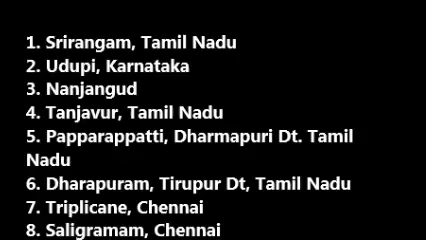 1. Srirangam, Tamil Nadu
2. Udupi, Karnataka
3. Nanjangud
4. Tanjavur, Tamil Nadu
5. Papparappatti, Dharmapuri Dt. Tamil
Nadu
6. Dharapuram, Tirupur Dt, Tamil Nadu
7. Triplicane, Chennai
8. Saligramam, Chennai